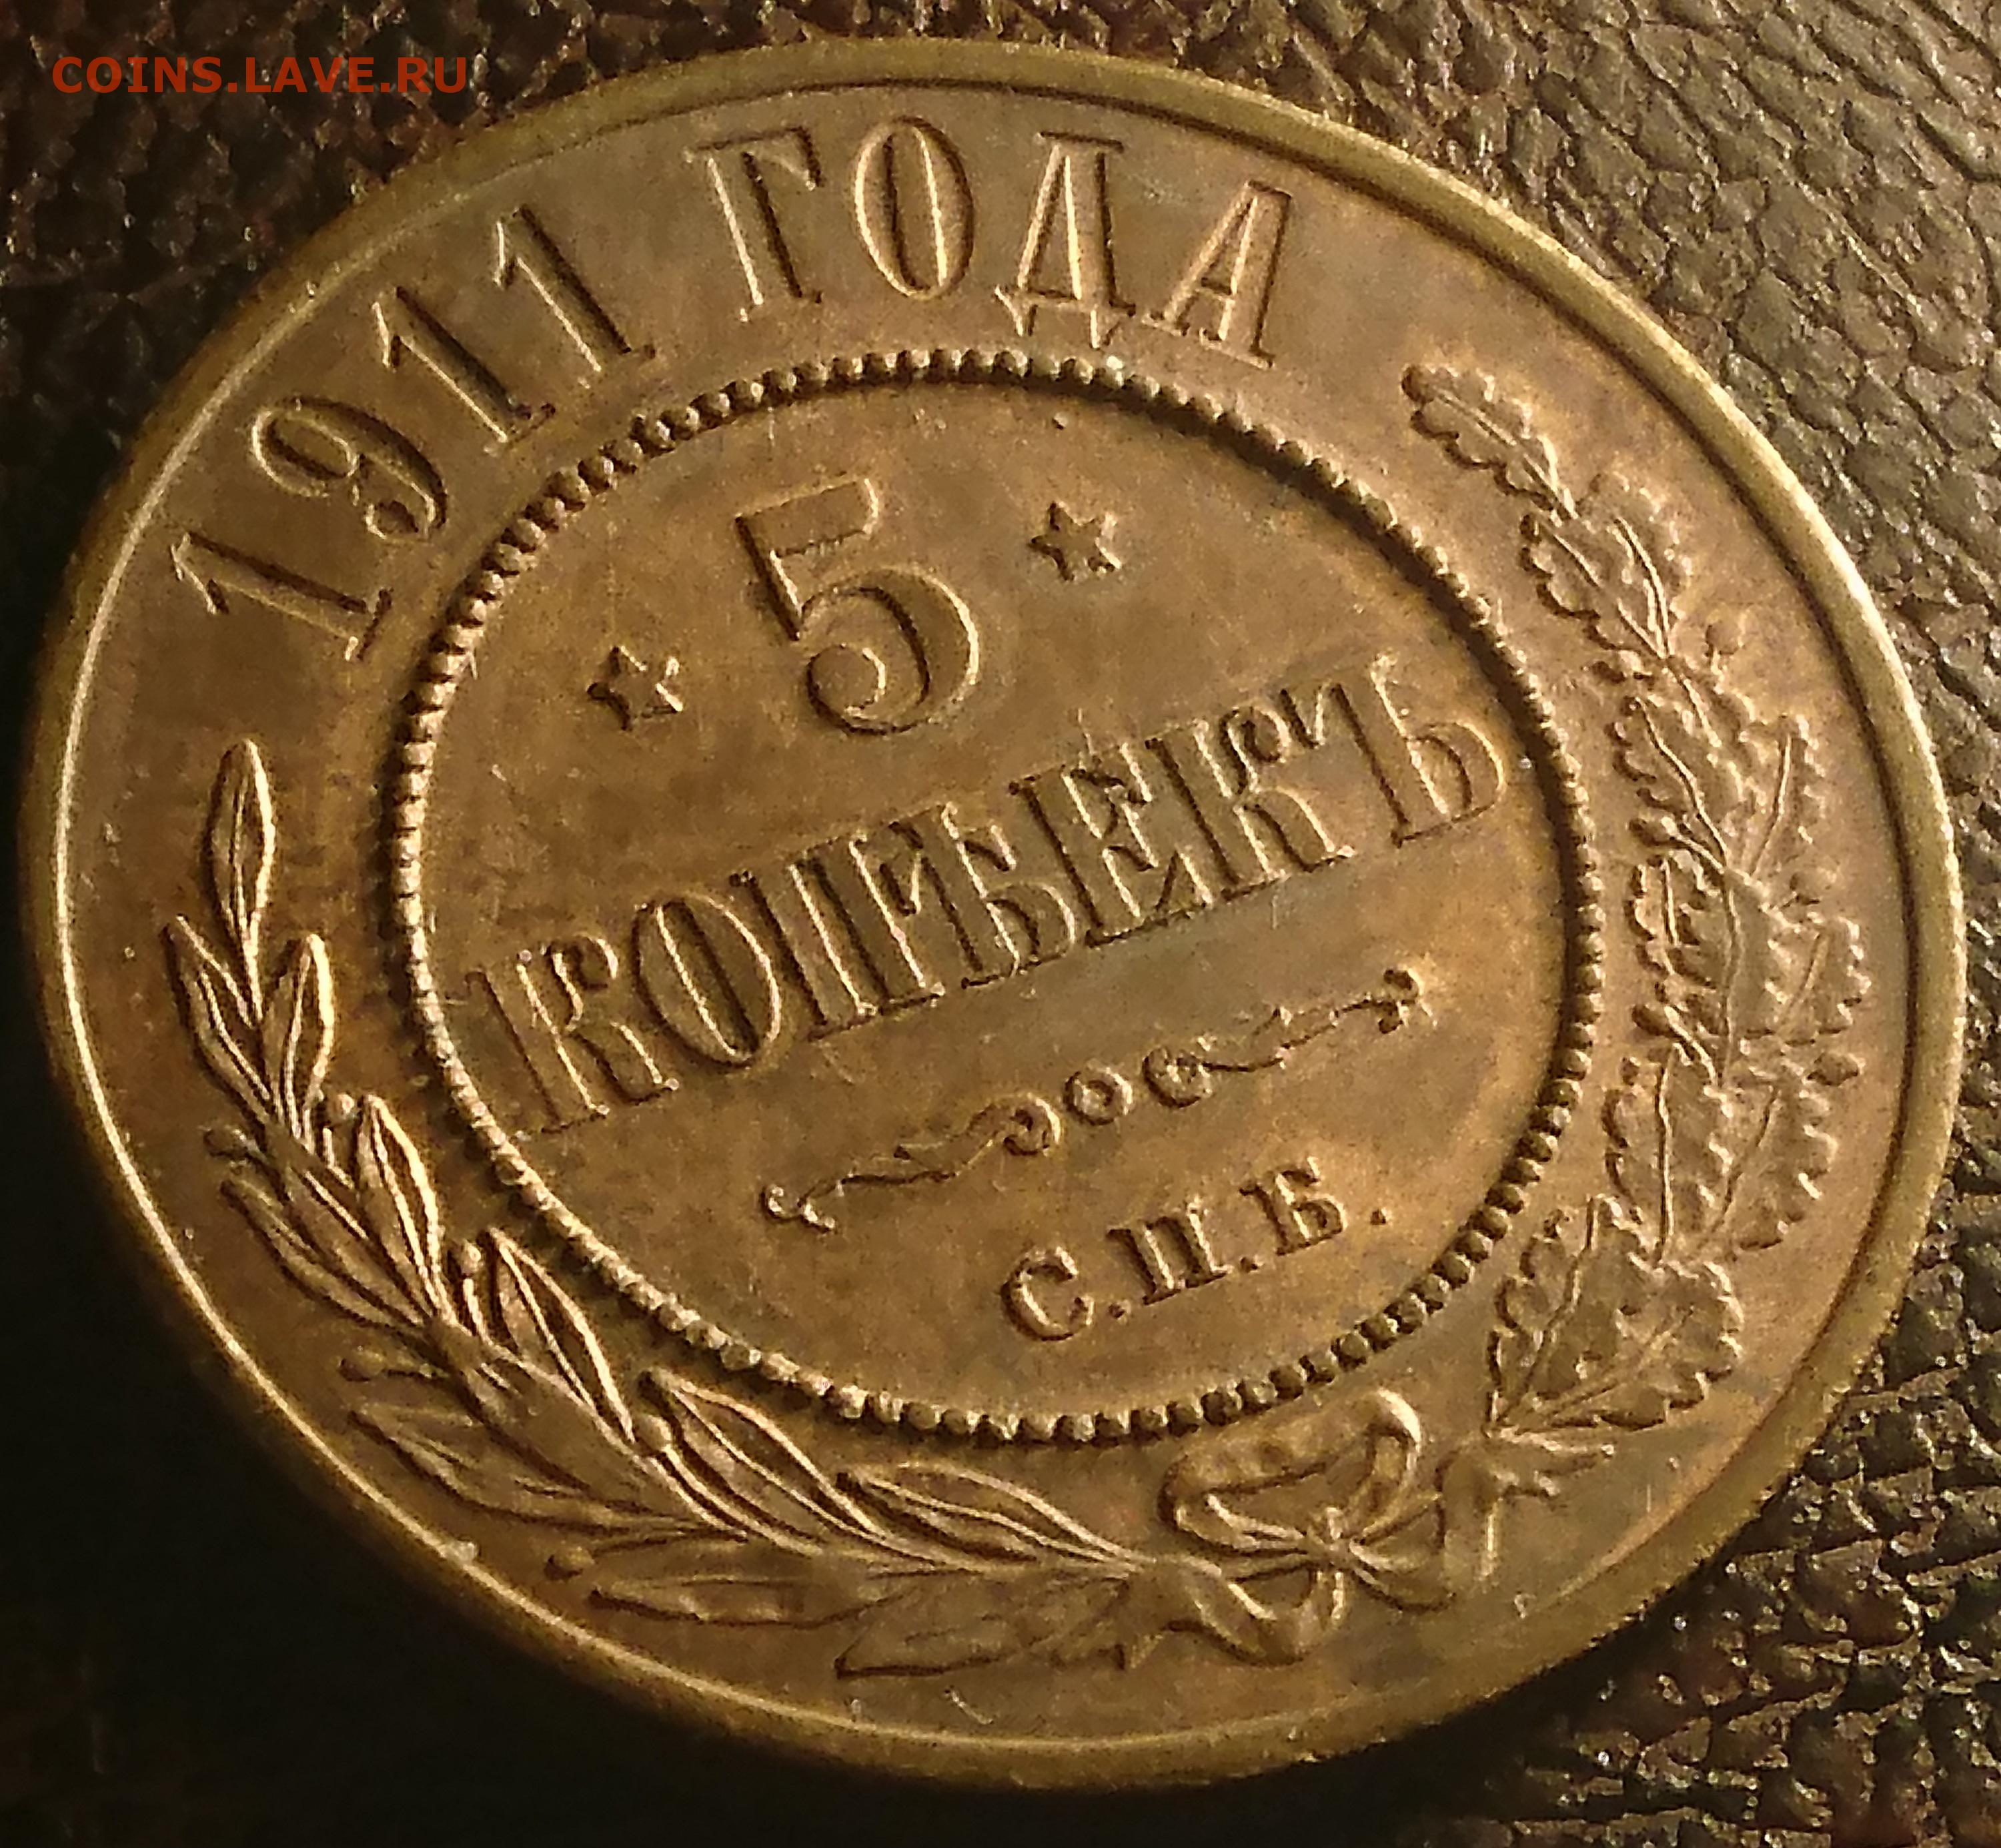 COINS.LAVE.RU
1911 ГОДА
5
КОПѢЕКЪ
С.П.Б.